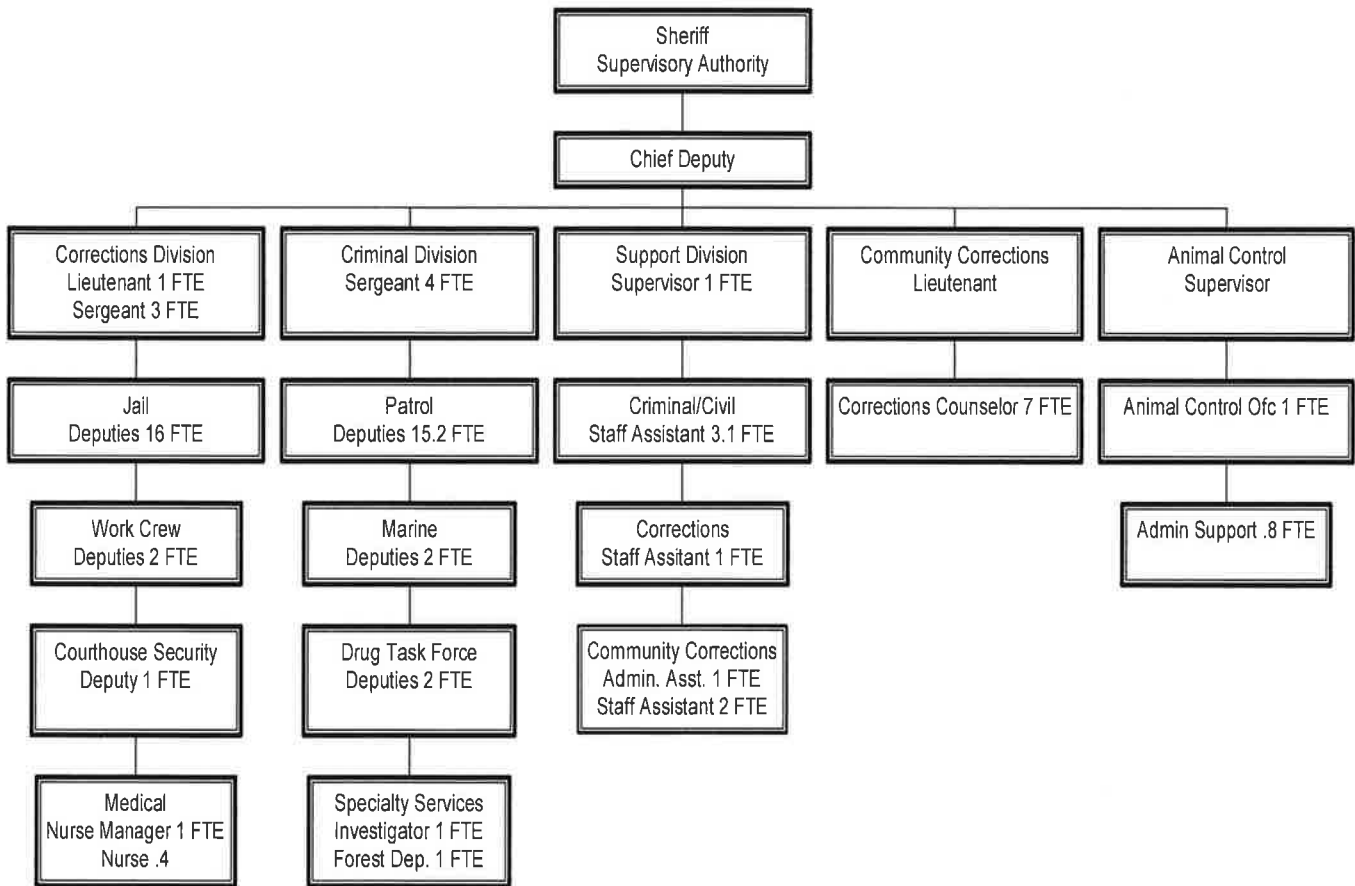 Sheriff
Supervisory Authority
Chief Deputy
Corrections Division
Lieutenant 1 FTE
Sergeant 3 FTE
Criminal Division
Sergeant 4 FTE
Support Division
Supervisor 1 FTE
Community Corrections
Lieutenant
Animal Control
Supervisor
Jail
Deputies 16 FTE
Patrol
Deputies 15.2 FTE
Criminal/Civil
Staff Assistant 3.1 FTE
Corrections Counselor 7 FTE
Animal Control Ofc 1 FTE
Work Crew
Deputies 2 FTE
Marine
Deputies 2 FTE
Corrections
Staff Assitant 1 FTE
Admin Support .8 FTE
Courthouse Security
Deputy 1 FTE
Drug Task Force
Deputies 2 FTE
Community Corrections
Admin. Asst. 1 FTE
Staff Assistant 2 FTE
Medical
Nurse Manager 1 FTE
Nurse .4
Specialty Services
Investigator 1 FTE
Forest Dep. 1 FTE